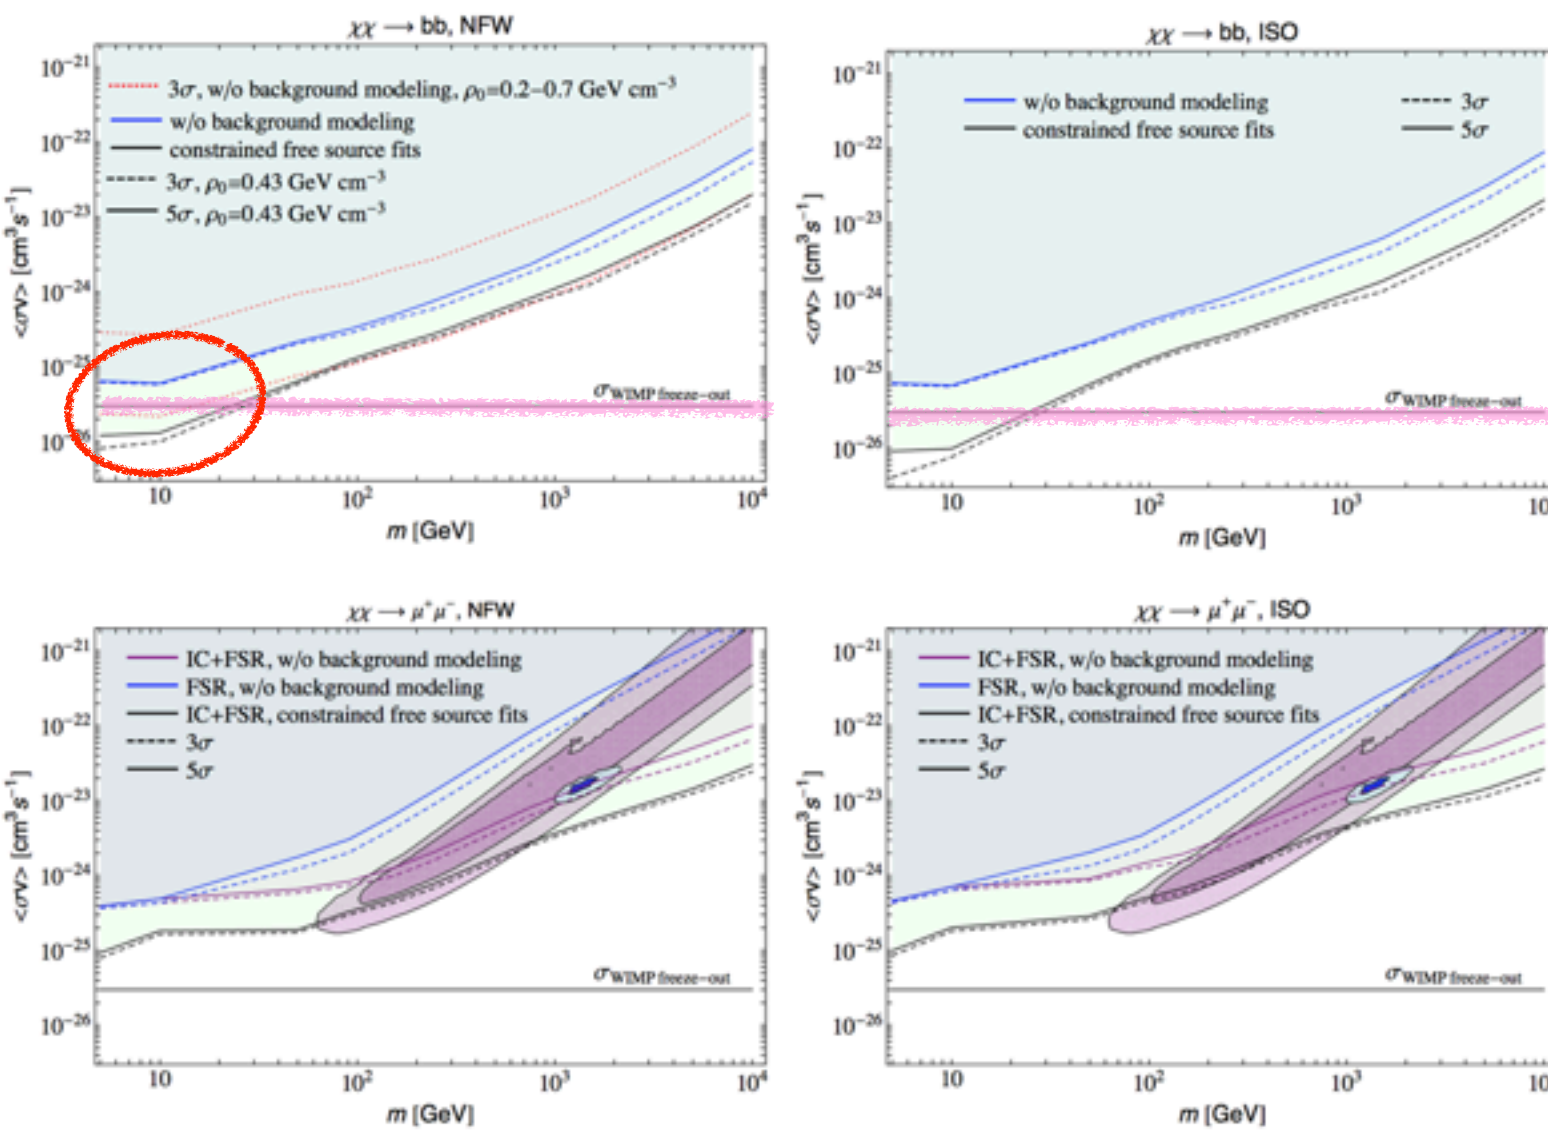 χχ → bb, NFW
10⁻²¹
10⁻²²
10⁻²³
10⁻²⁴
10⁻²⁵
10⁻²⁶
<σv> [cm³s⁻¹]
3σ, w/o background modeling, ρ₀=0.2–0.7 GeV cm⁻³
w/o background modeling
constrained free source fits
3σ, ρ₀=0.43 GeV cm⁻³
5σ, ρ₀=0.43 GeV cm⁻³
σWIMP freeze−out
10 10² 10³ 10⁴
m [GeV]
χχ → bb, ISO
10⁻²¹
10⁻²²
10⁻²³
10⁻²⁴
10⁻²⁵
10⁻²⁶
<σv> [cm³s⁻¹]
w/o background modeling
constrained free source fits
3σ
5σ
σWIMP freeze−out
10 10² 10³ 10
m [GeV]
χχ → μ⁺μ⁻, NFW
10⁻²¹
10⁻²²
10⁻²³
10⁻²⁴
10⁻²⁵
10⁻²⁶
<σv> [cm³s⁻¹]
IC+FSR, w/o background modeling
FSR, w/o background modeling
IC+FSR, constrained free source fits
3σ
5σ
σWIMP freeze−out
10 10² 10³ 10⁴
m [GeV]
χχ → μ⁺μ⁻, ISO
10⁻²¹
10⁻²²
10⁻²³
10⁻²⁴
10⁻²⁵
10⁻²⁶
<σv> [cm³s⁻¹]
IC+FSR, w/o background modeling
FSR, w/o background modeling
IC+FSR, constrained free source fits
3σ
5σ
σWIMP freeze−out
10 10² 10³ 10
m [GeV]